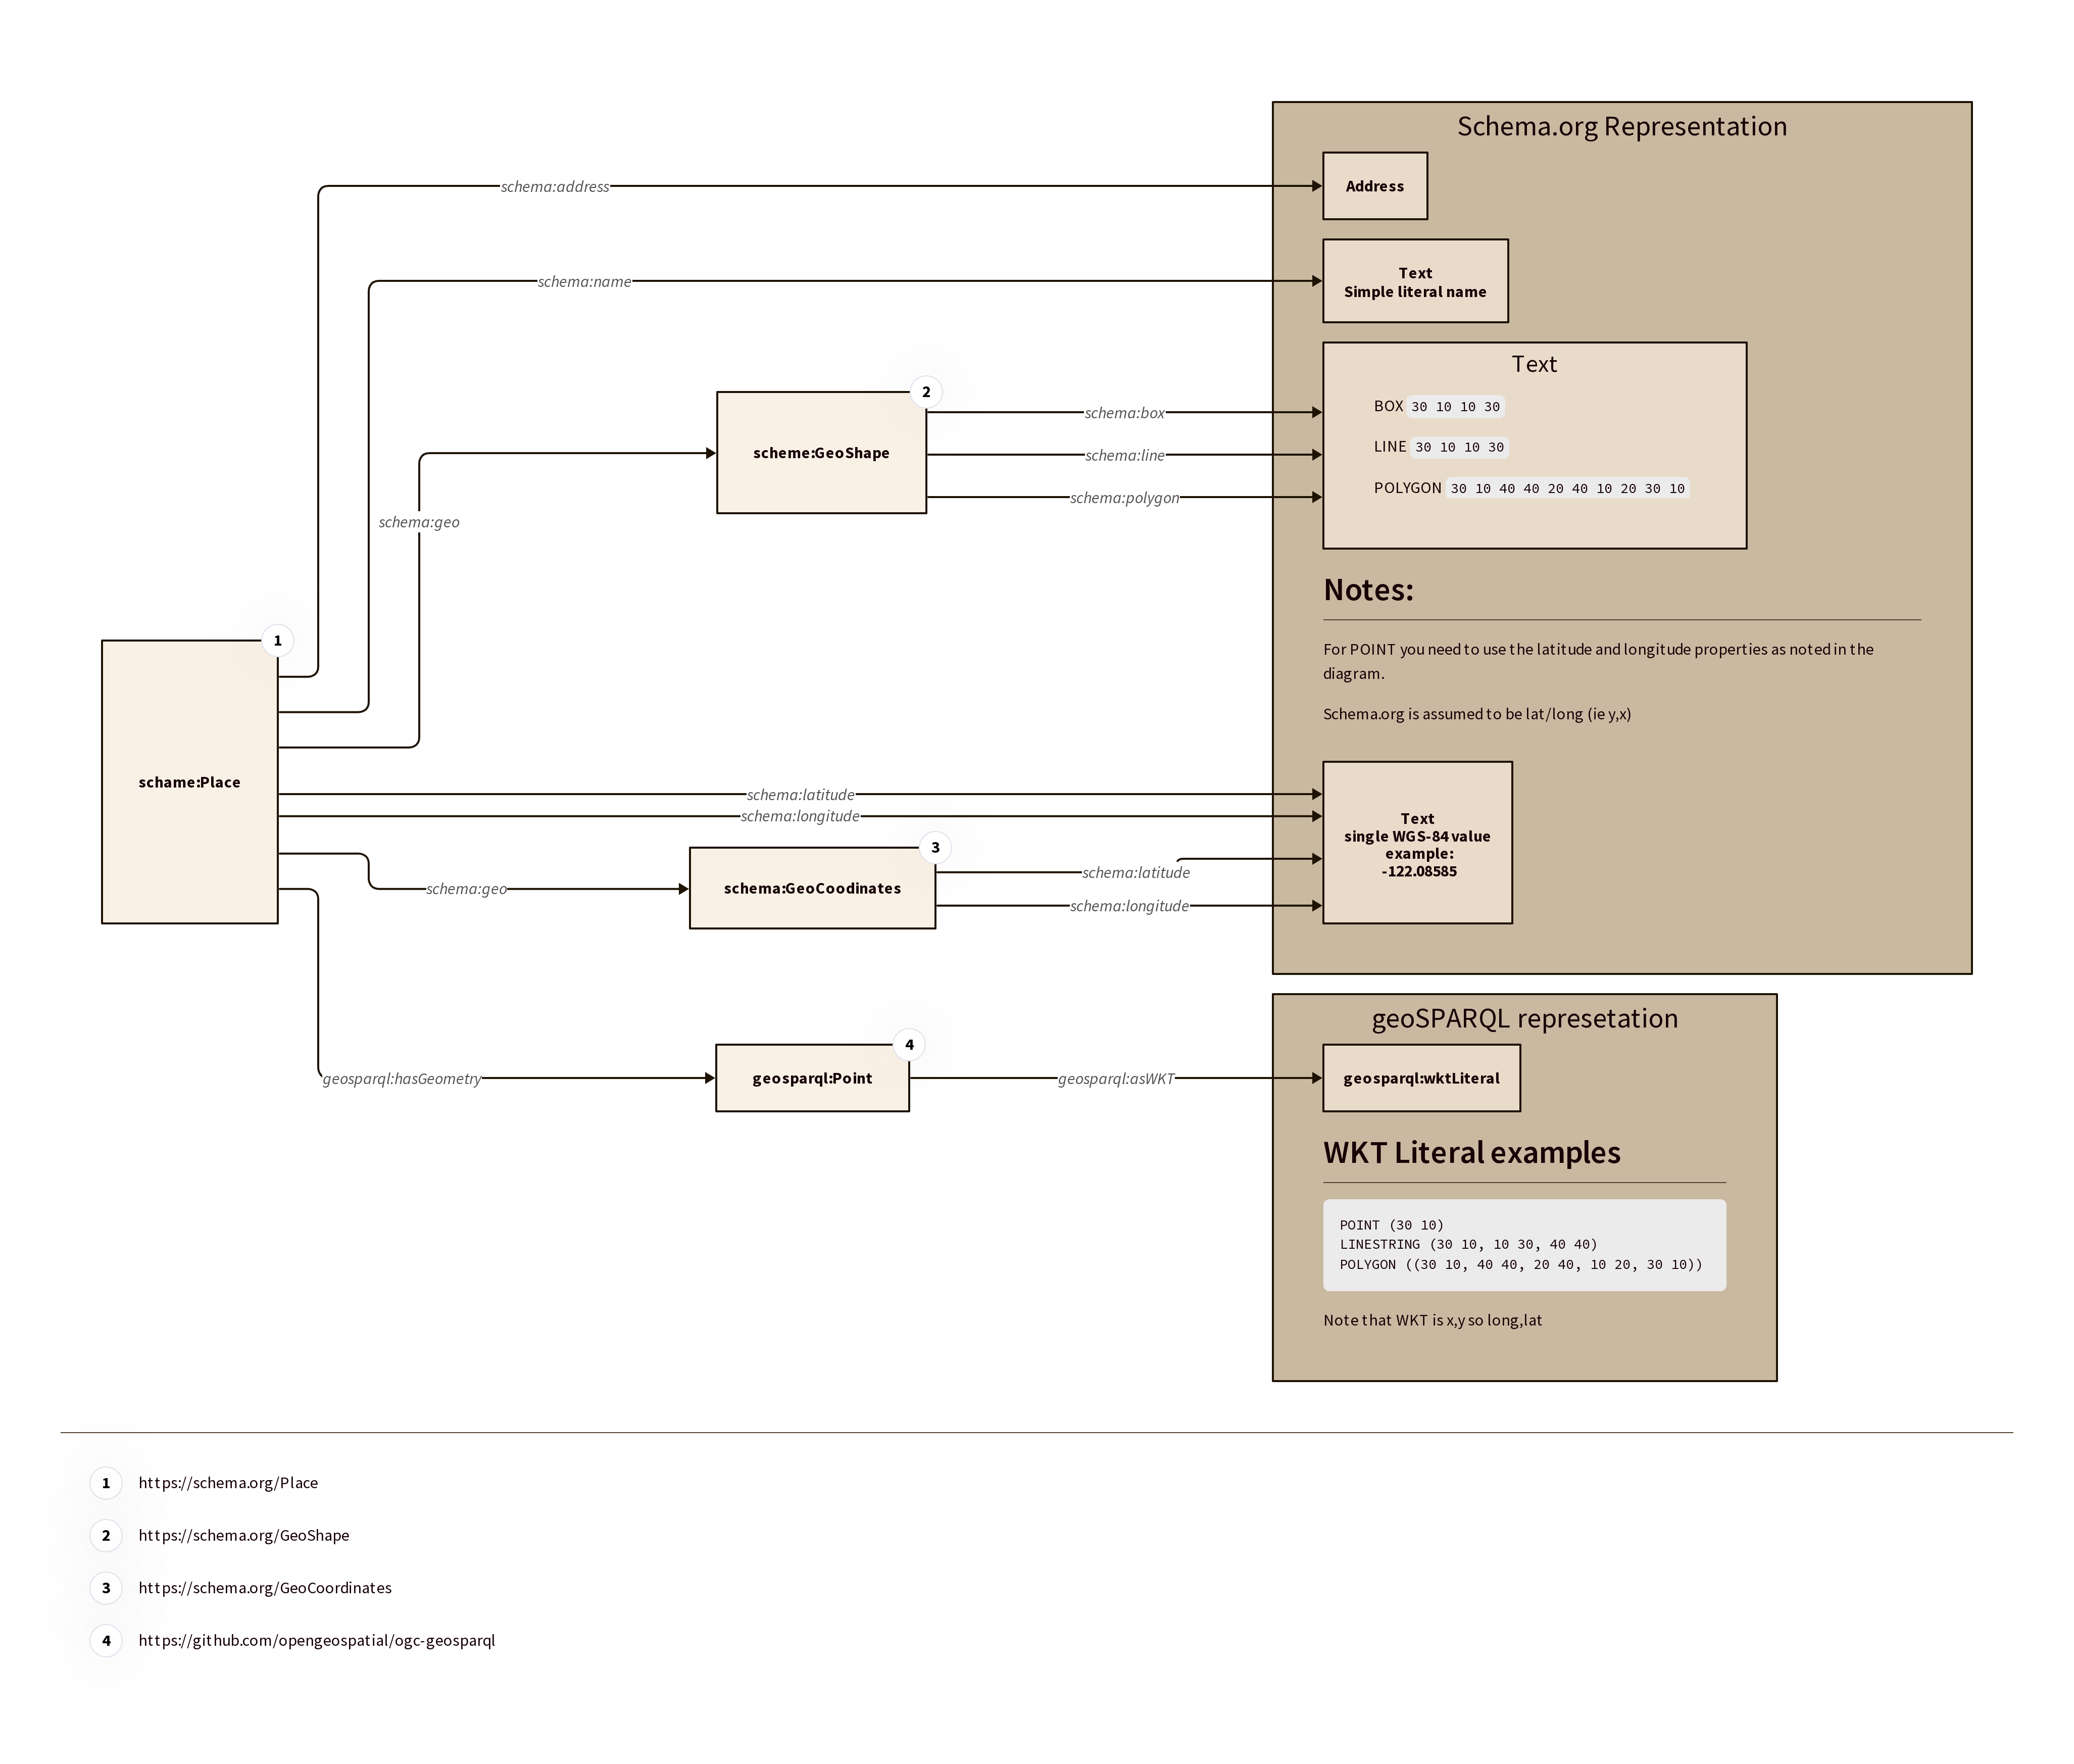 Schema.org Representation
schema:address
Address
schema:name
Text
Simple literal name
Text
2
schema:box
BOX 30 10 10 30
scheme:GeoShape
schema:line
LINE 30 10 10 30
schema:polygon
POLYGON 30 10 40 40 20 40 10 20 30 10
schema:geo
Notes:
For POINT you need to use the latitude and longitude properties as noted in the
diagram.
Schema.org is assumed to be lat/long (ie y,x)
1
schame:Place
schema:latitude
schema:longitude
Text
single WGS-84 value
example:
-122.08585
3
schema:geo
schema:GeoCoodinates
schema:latitude
schema:longitude
geoSPARQL represetation
4
geosparql:hasGeometry
geosparql:Point
geosparql:asWKT
geosparql:wktLiteral
WKT Literal examples
POINT (30 10)
LINESTRING (30 10, 10 30, 40 40)
POLYGON ((30 10, 40 40, 20 40, 10 20, 30 10))
Note that WKT is x,y so long,lat
1 https://schema.org/Place
2 https://schema.org/GeoShape
3 https://schema.org/GeoCoordinates
4 https://github.com/opengeospatial/ogc-geosparql